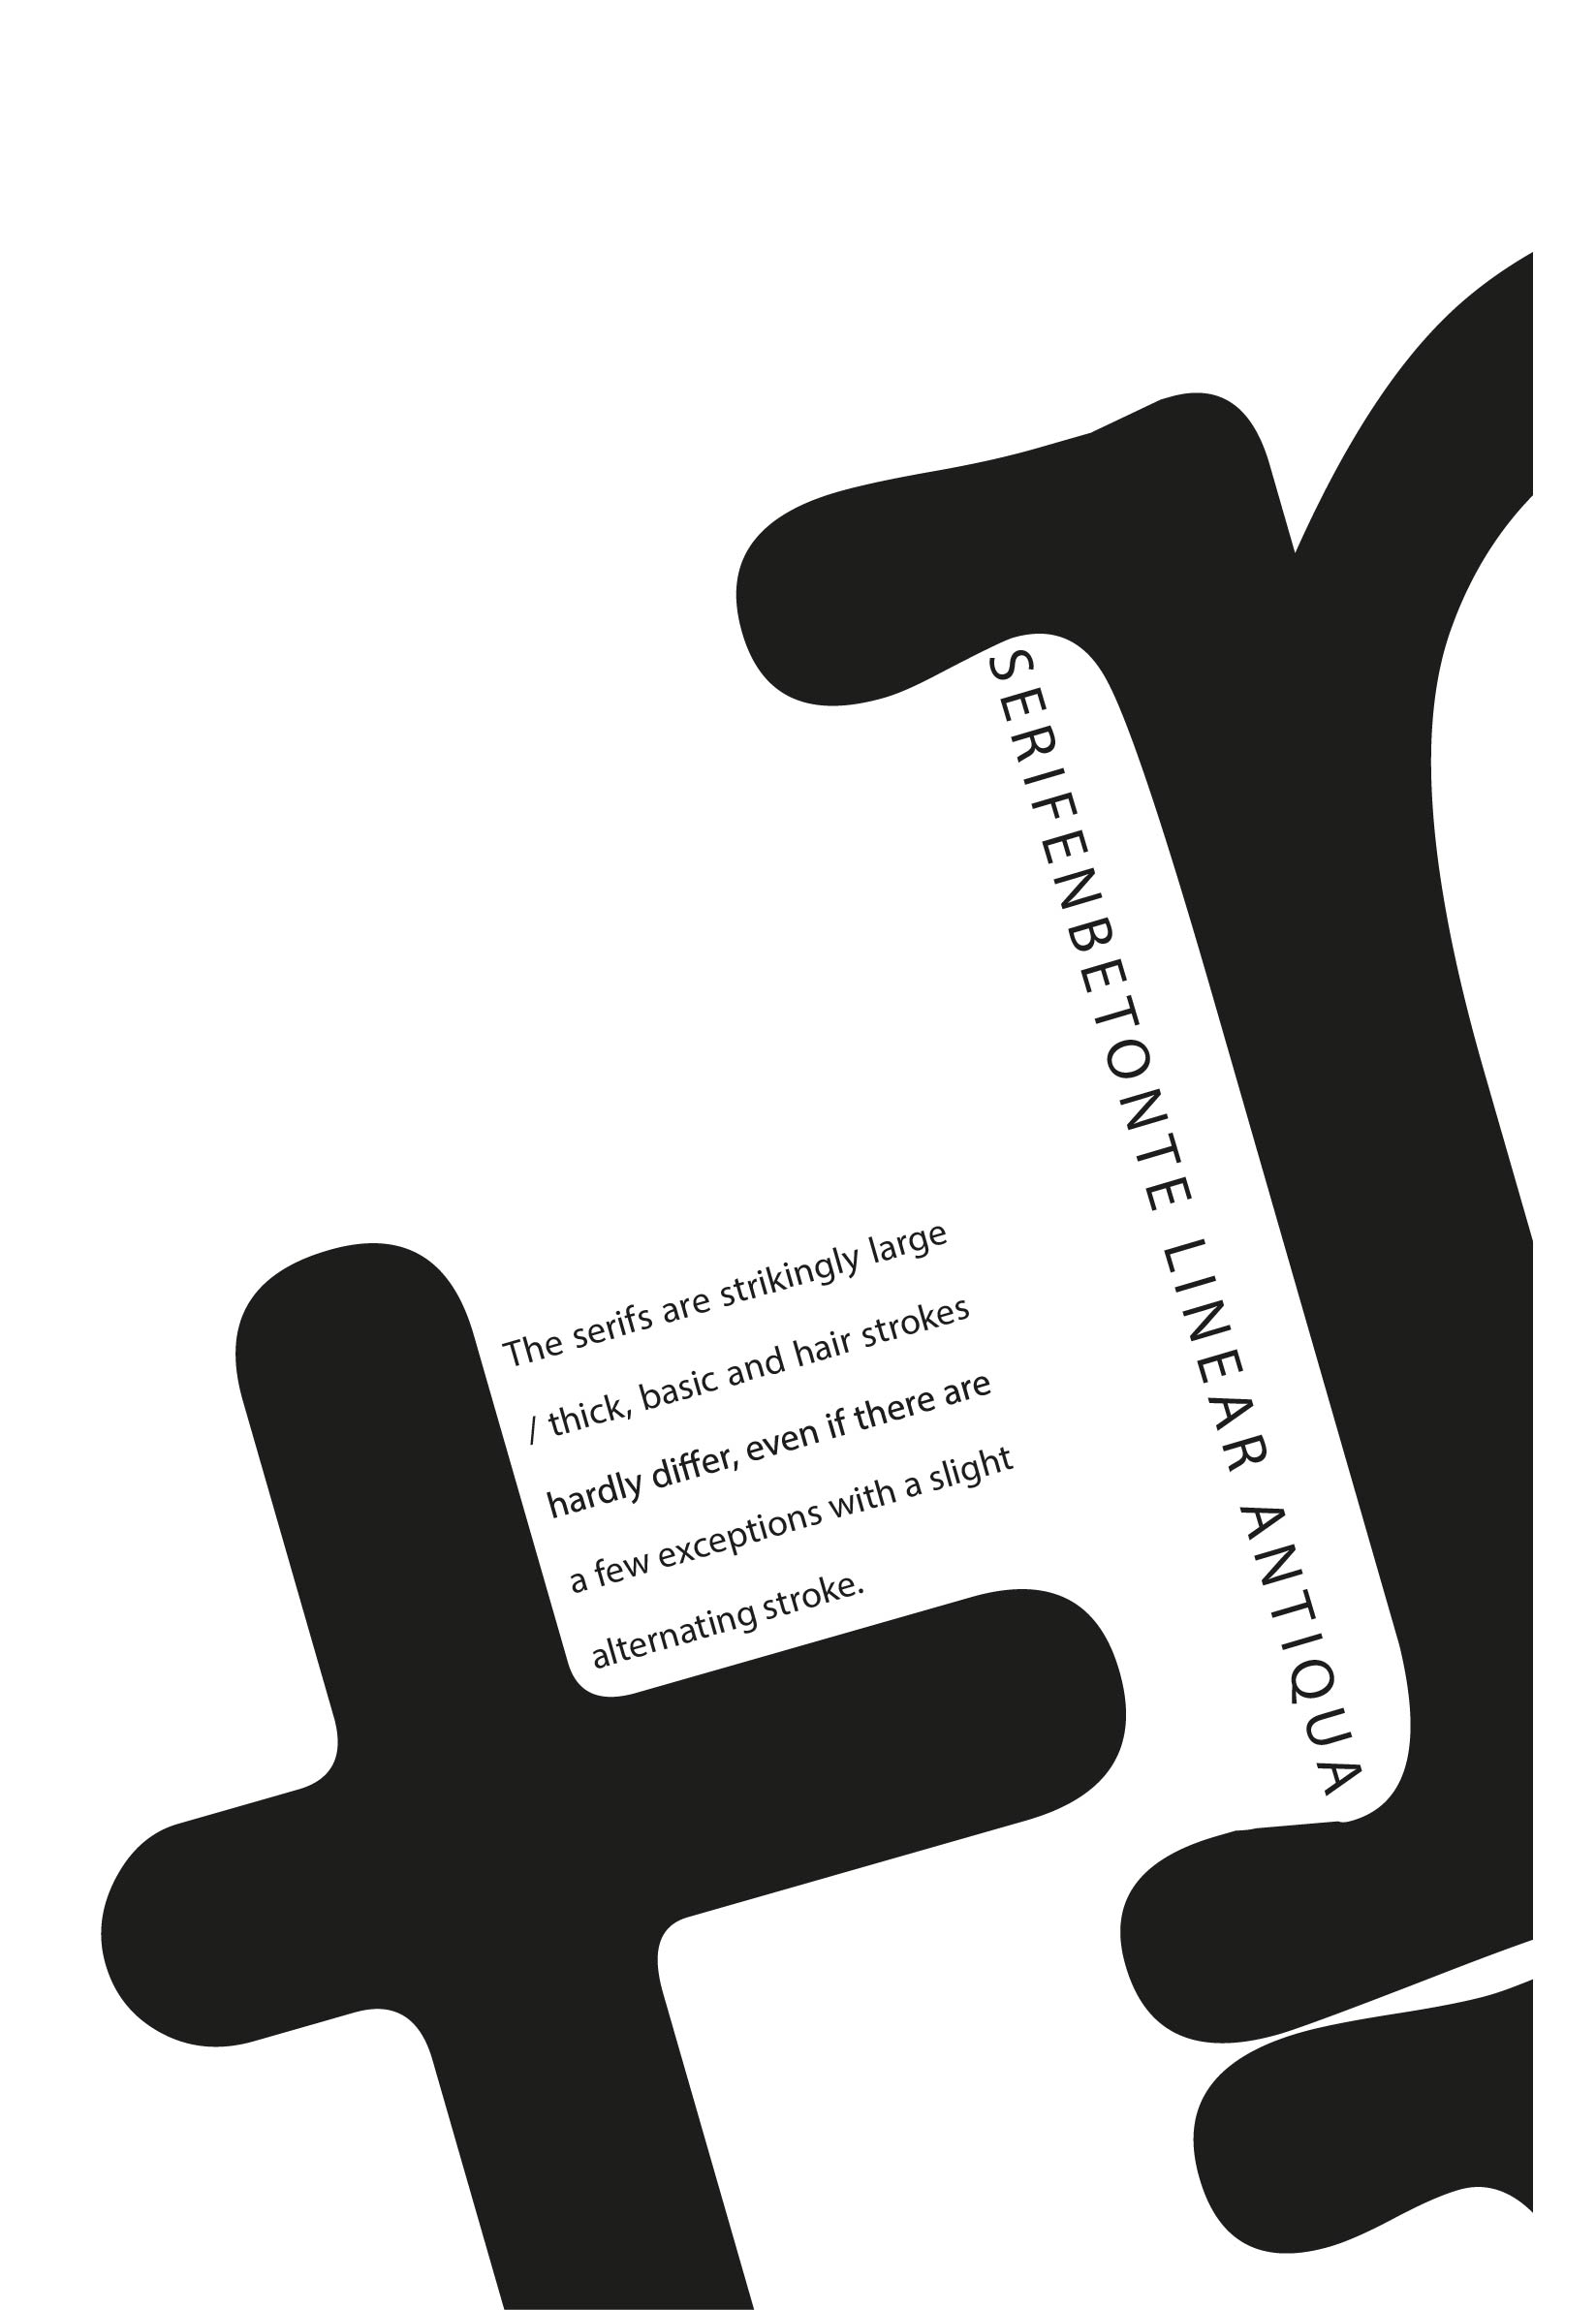 SERIFENBETONTE LINEAR ANTIQUA
The serifs are strikingly large
/ thick, basic and hair strokes
hardly differ, even if there are
a few exceptions with a slight
alternating stroke.